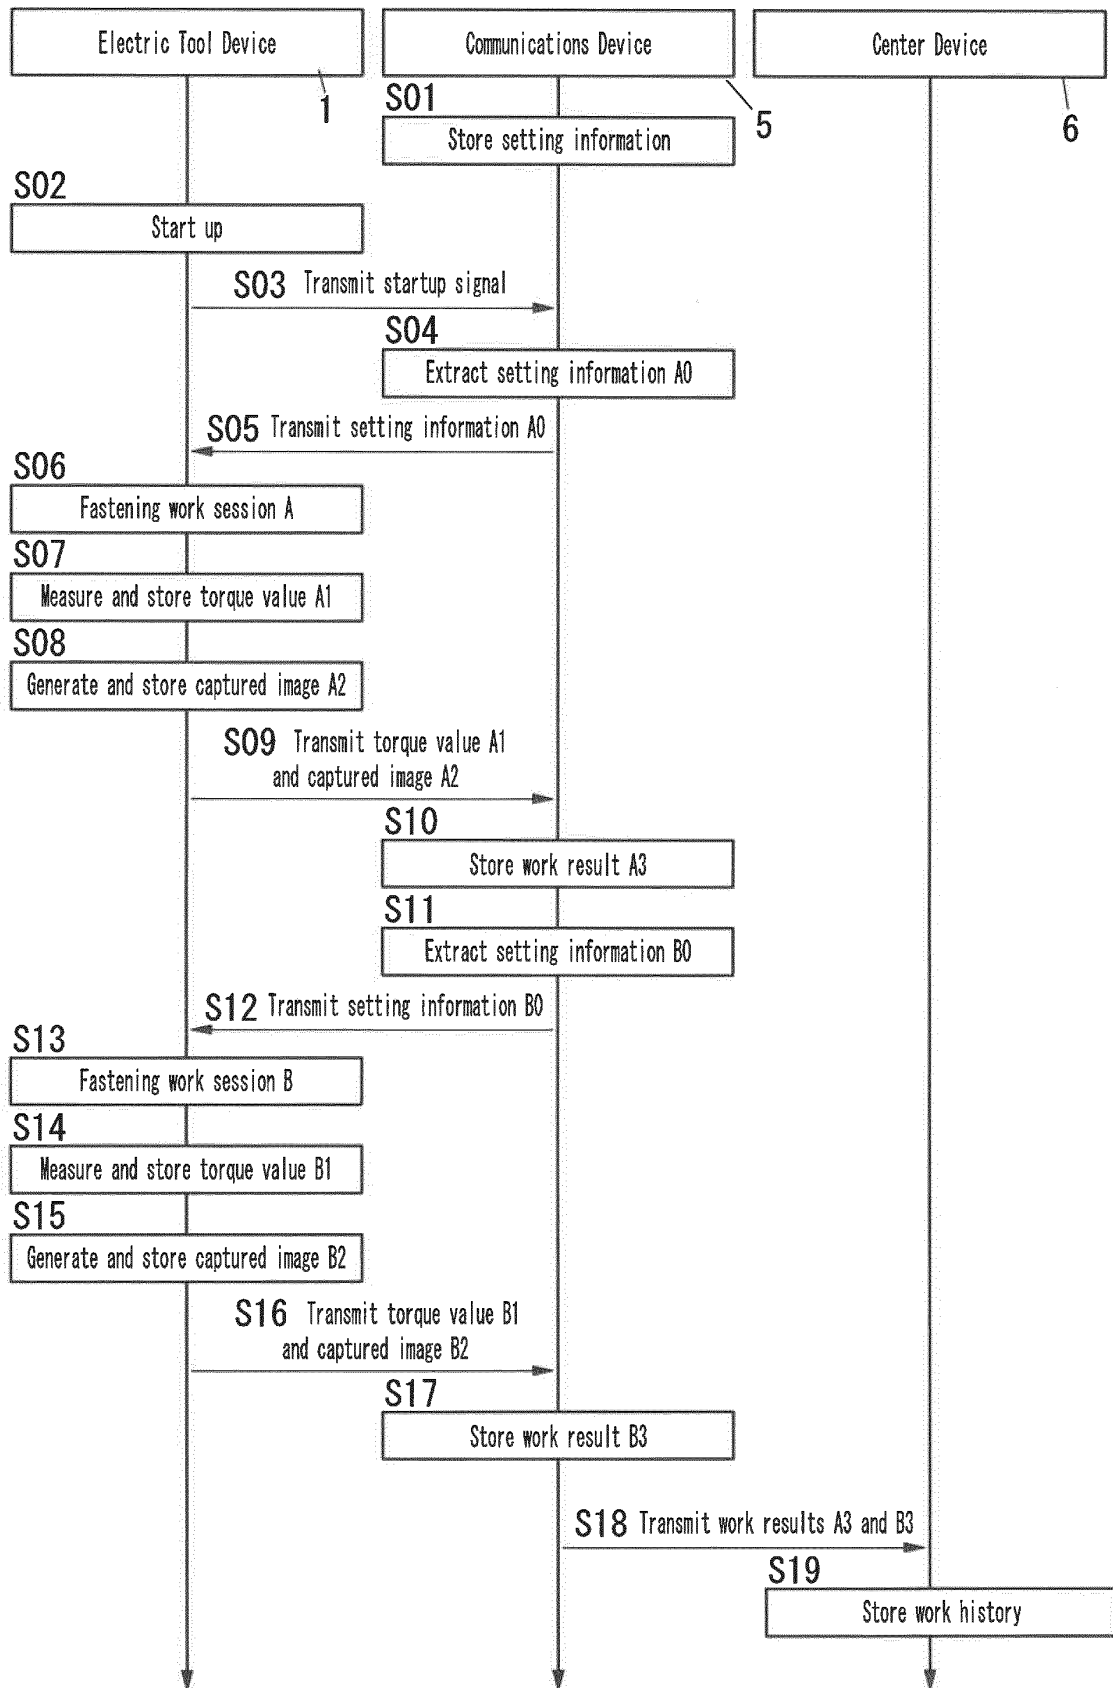 Electric Tool Device
Communications Device
Center Device
1
5
6
S01
Store setting information
S02
Start up
S03 Transmit startup signal
S04
Extract setting information A0
S05 Transmit setting information A0
S06
Fastening work session A
S07
Measure and store torque value A1
S08
Generate and store captured image A2
S09 Transmit torque value A1
and captured image A2
S10
Store work result A3
S11
Extract setting information B0
S12 Transmit setting information B0
S13
Fastening work session B
S14
Measure and store torque value B1
S15
Generate and store captured image B2
S16 Transmit torque value B1
and captured image B2
S17
Store work result B3
S18 Transmit work results A3 and B3
S19
Store work history